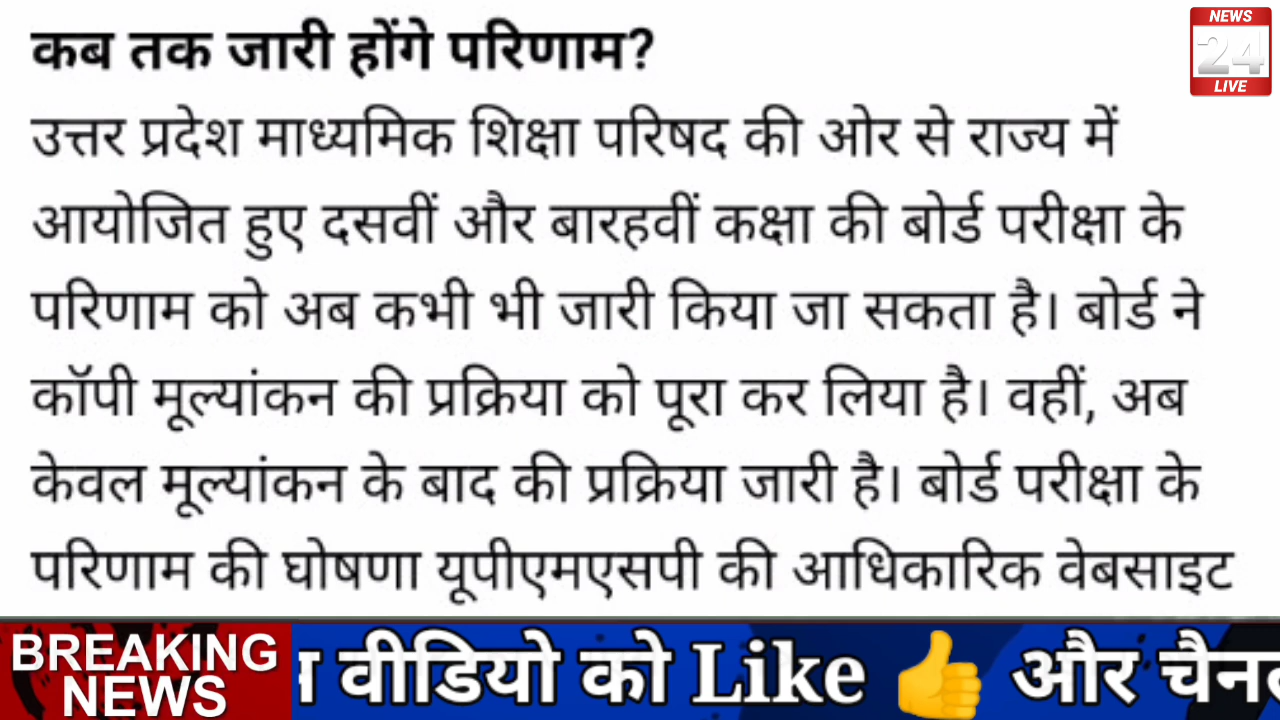 कब तक जारी होंगे परिणाम?
NEWS
24
LIVE
उत्तर प्रदेश माध्यमिक शिक्षा परिषद की ओर से राज्य में
आयोजित हुए दसवीं और बारहवीं कक्षा की बोर्ड परीक्षा के
परिणाम को अब कभी भी जारी किया जा सकता है। बोर्ड ने
कॉपी मूल्यांकन की प्रक्रिया को पूरा कर लिया है। वहीं, अब
केवल मूल्यांकन के बाद की प्रक्रिया जारी है। बोर्ड परीक्षा के
परिणाम की घोषणा यूपीएमएसपी की आधिकारिक वेबसाइट
BREAKING
NEWS
वीडियो को Like 👍 और